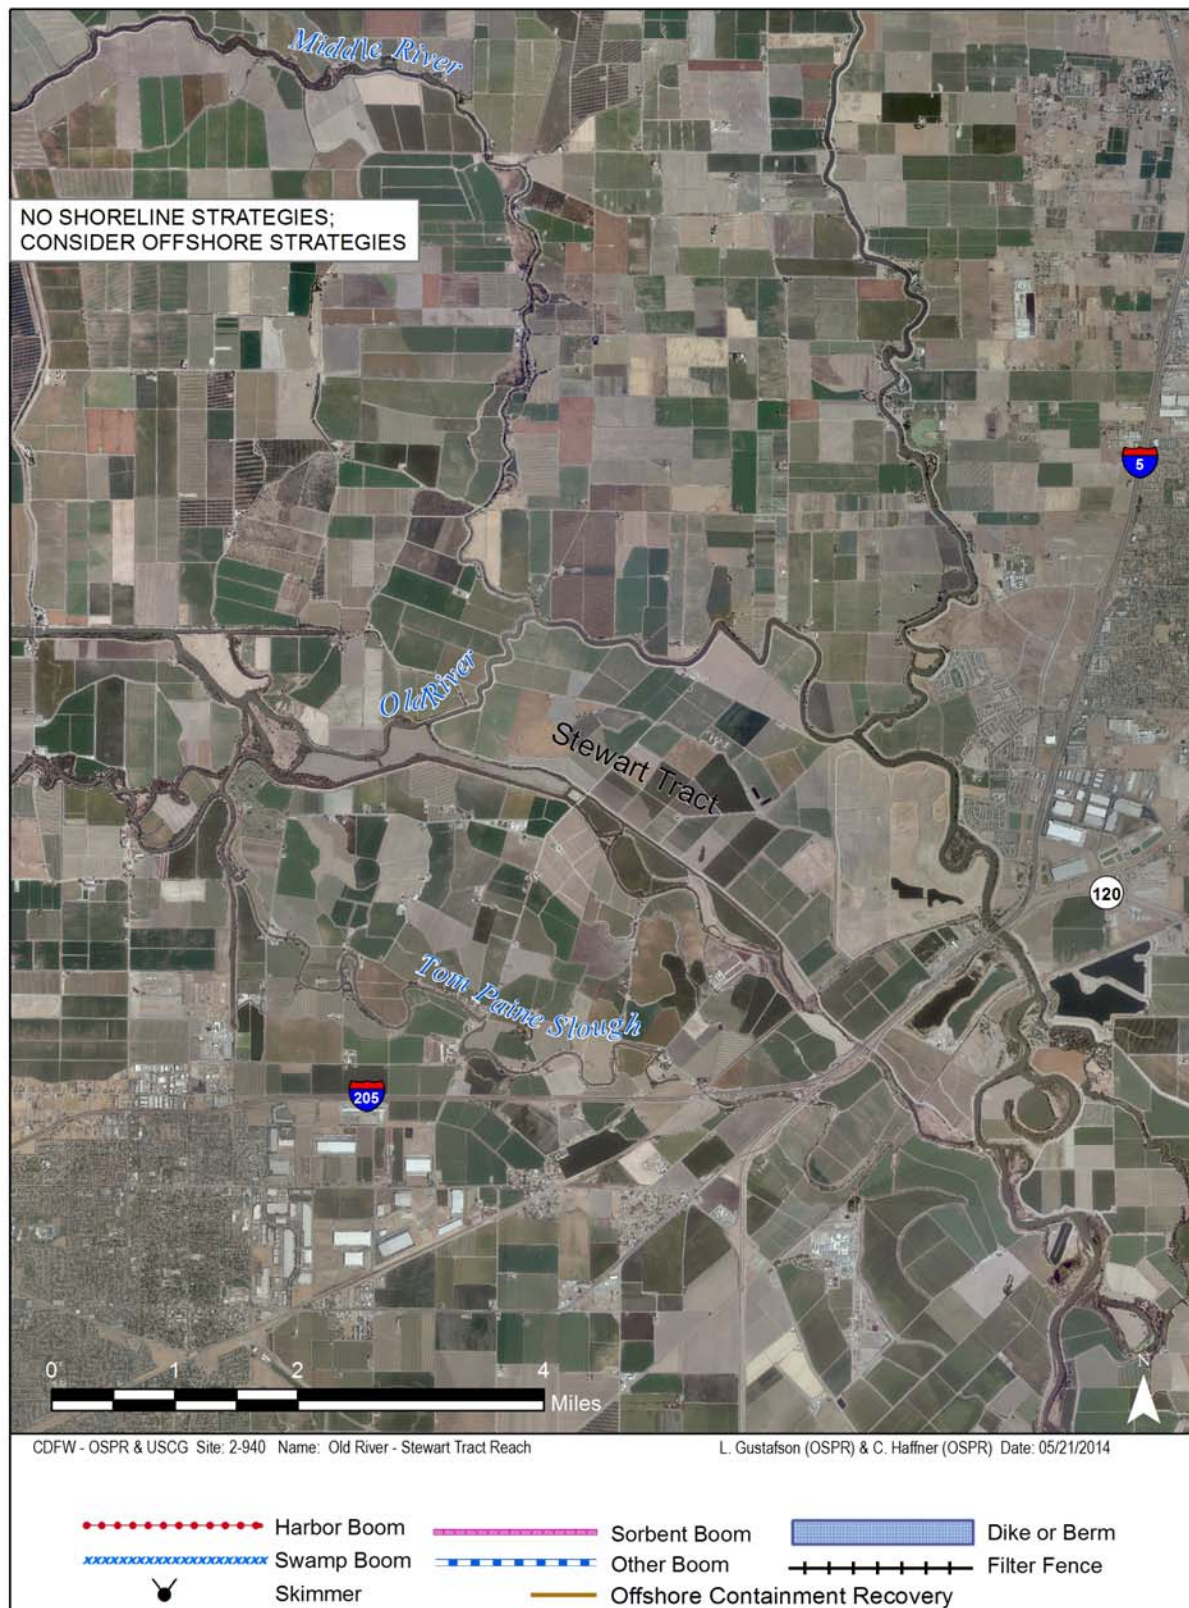 Middle River
NO SHORELINE STRATEGIES;
CONSIDER OFFSHORE STRATEGIES
5
Old River
Stewart Tract
120
Tom Paine Slough
205
N
0 1 2 4
Miles
CDFW - OSPR & USCG Site: 2-940 Name: Old River - Stewart Tract Reach
L. Gustafson (OSPR) & C. Haffner (OSPR) Date: 05/21/2014
Harbor Boom
Sorbent Boom
Dike or Berm
Swamp Boom
Other Boom
Filter Fence
Skimmer
Offshore Containment Recovery